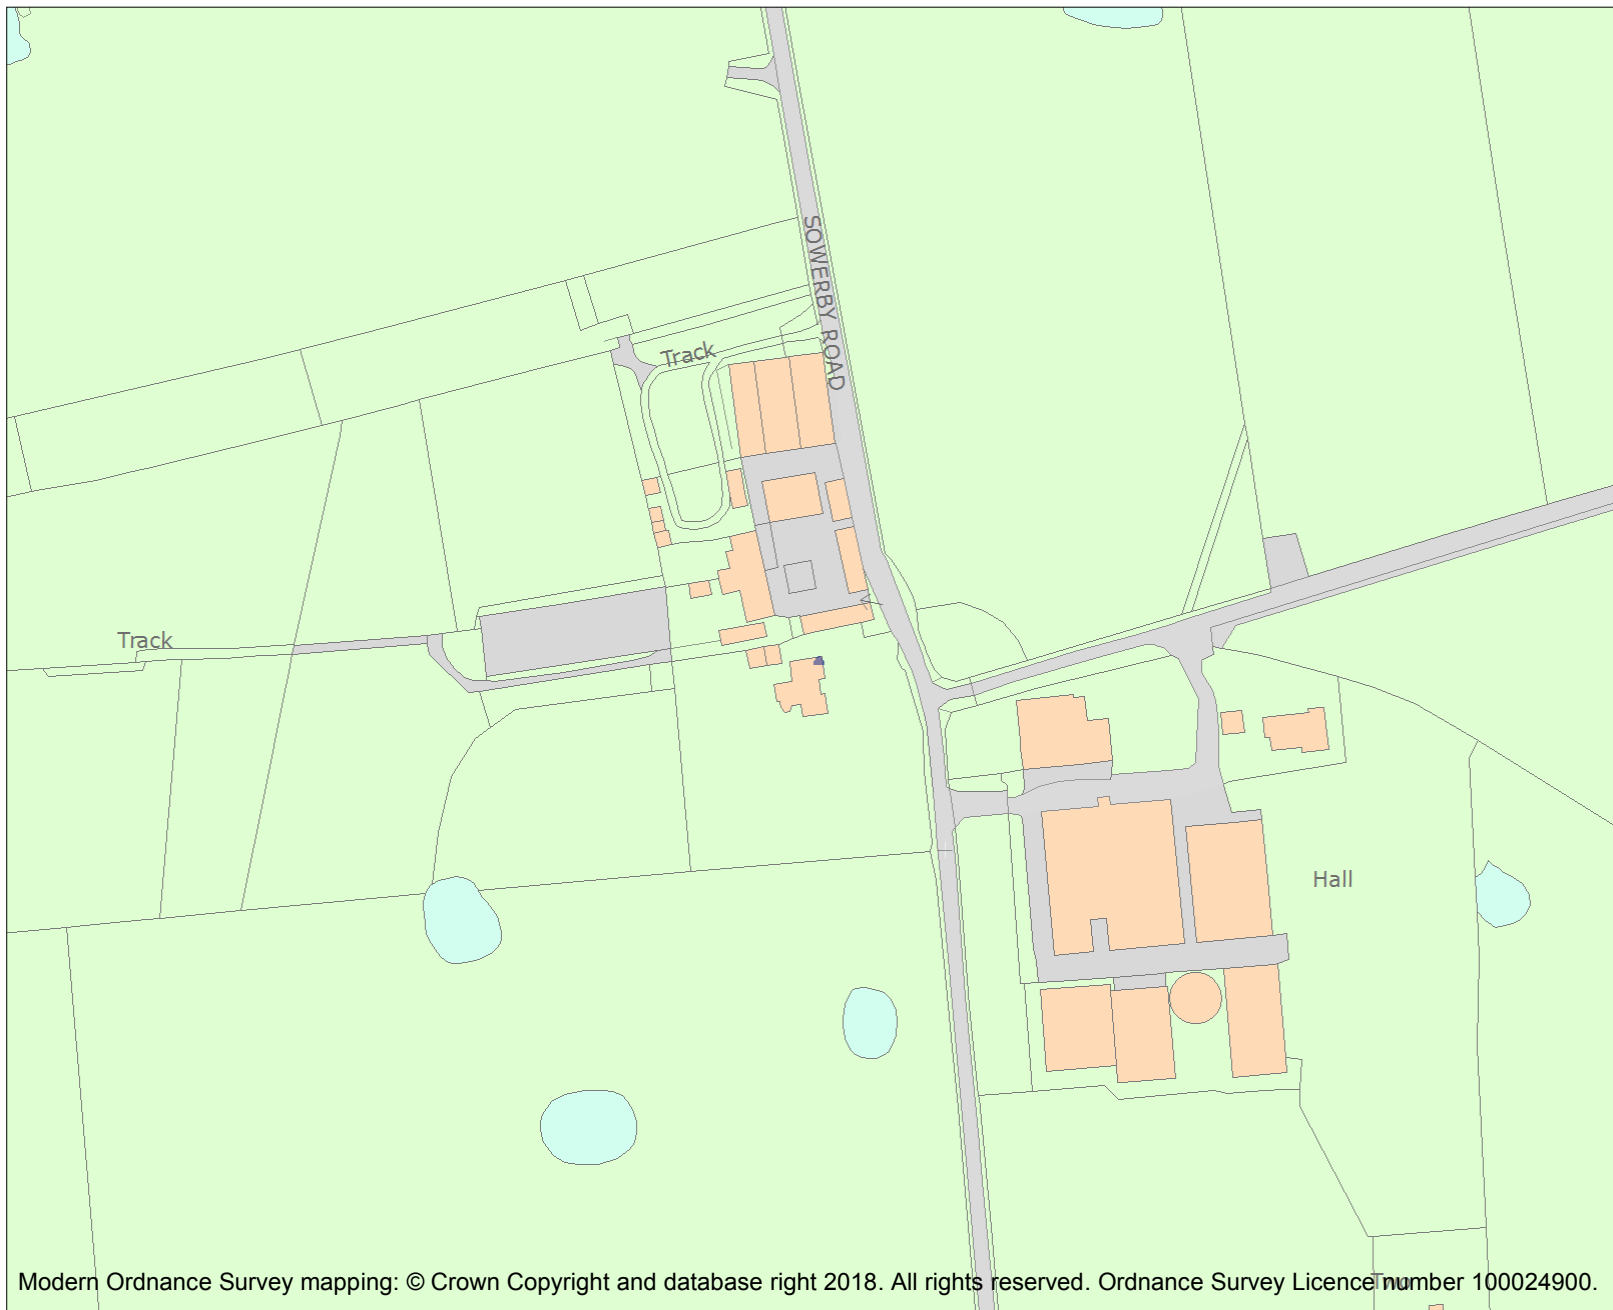 SOWERBY ROAD
Track
Track
Hall
Two
Modern Ordnance Survey mapping: © Crown Copyright and database right 2018. All rights reserved. Ordnance Survey Licence number 100024900.